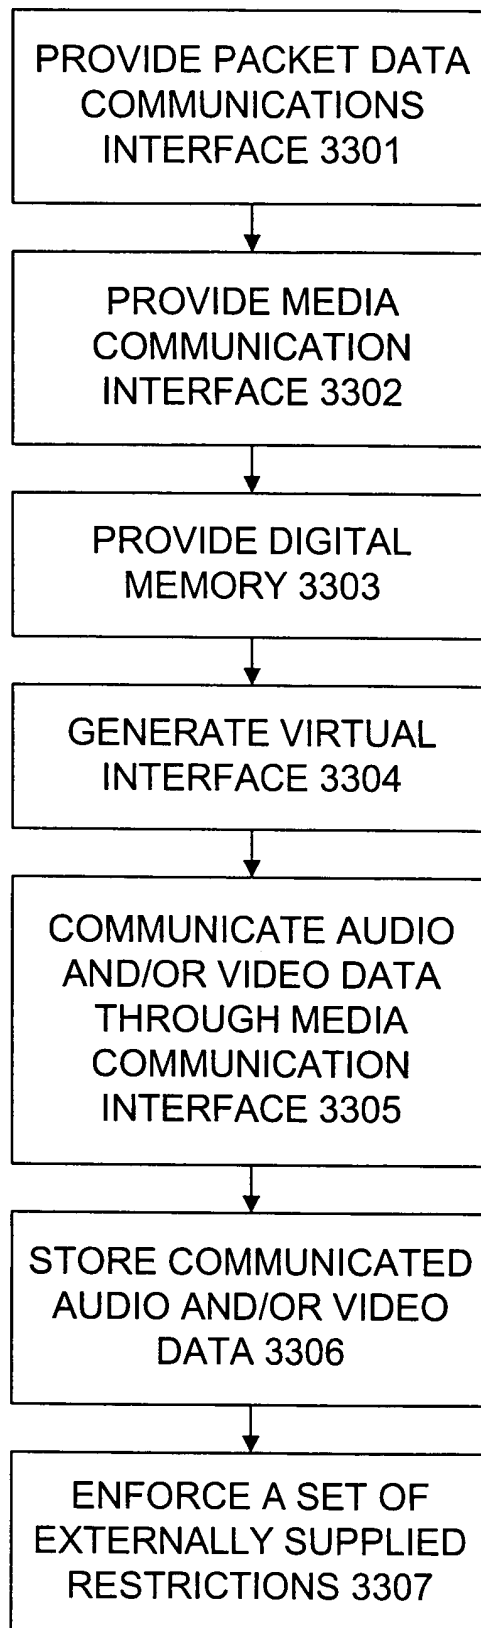 PROVIDE PACKET DATA
COMMUNICATIONS
INTERFACE 3301
PROVIDE MEDIA
COMMUNICATION
INTERFACE 3302
PROVIDE DIGITAL
MEMORY 3303
GENERATE VIRTUAL
INTERFACE 3304
COMMUNICATE AUDIO
AND/OR VIDEO DATA
THROUGH MEDIA
COMMUNICATION
INTERFACE 3305
STORE COMMUNICATED
AUDIO AND/OR VIDEO
DATA 3306
ENFORCE A SET OF
EXTERNALLY SUPPLIED
RESTRICTIONS 3307